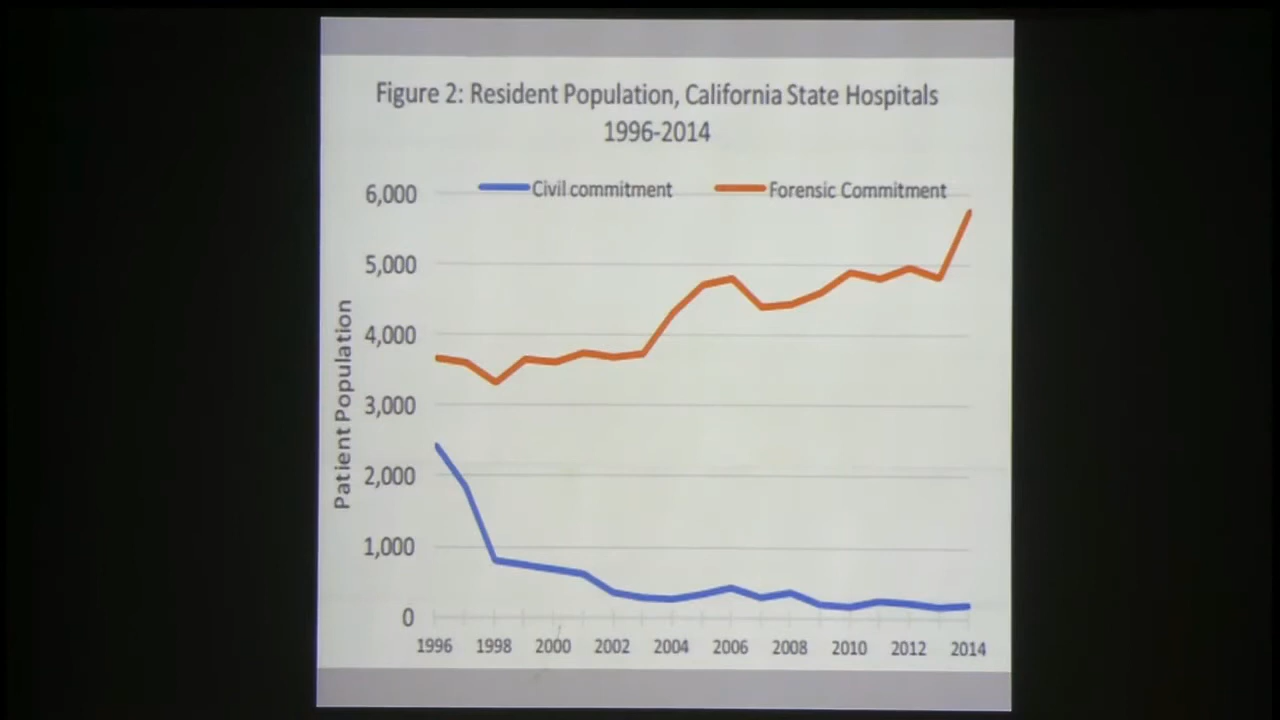 Figure 2: Resident Population, California State Hospitals
1996-2014
Civil commitment
Forensic Commitment
Patient Population
6,000
5,000
4,000
3,000
2,000
1,000
0
1996 1998 2000 2002 2004 2006 2008 2010 2012 2014